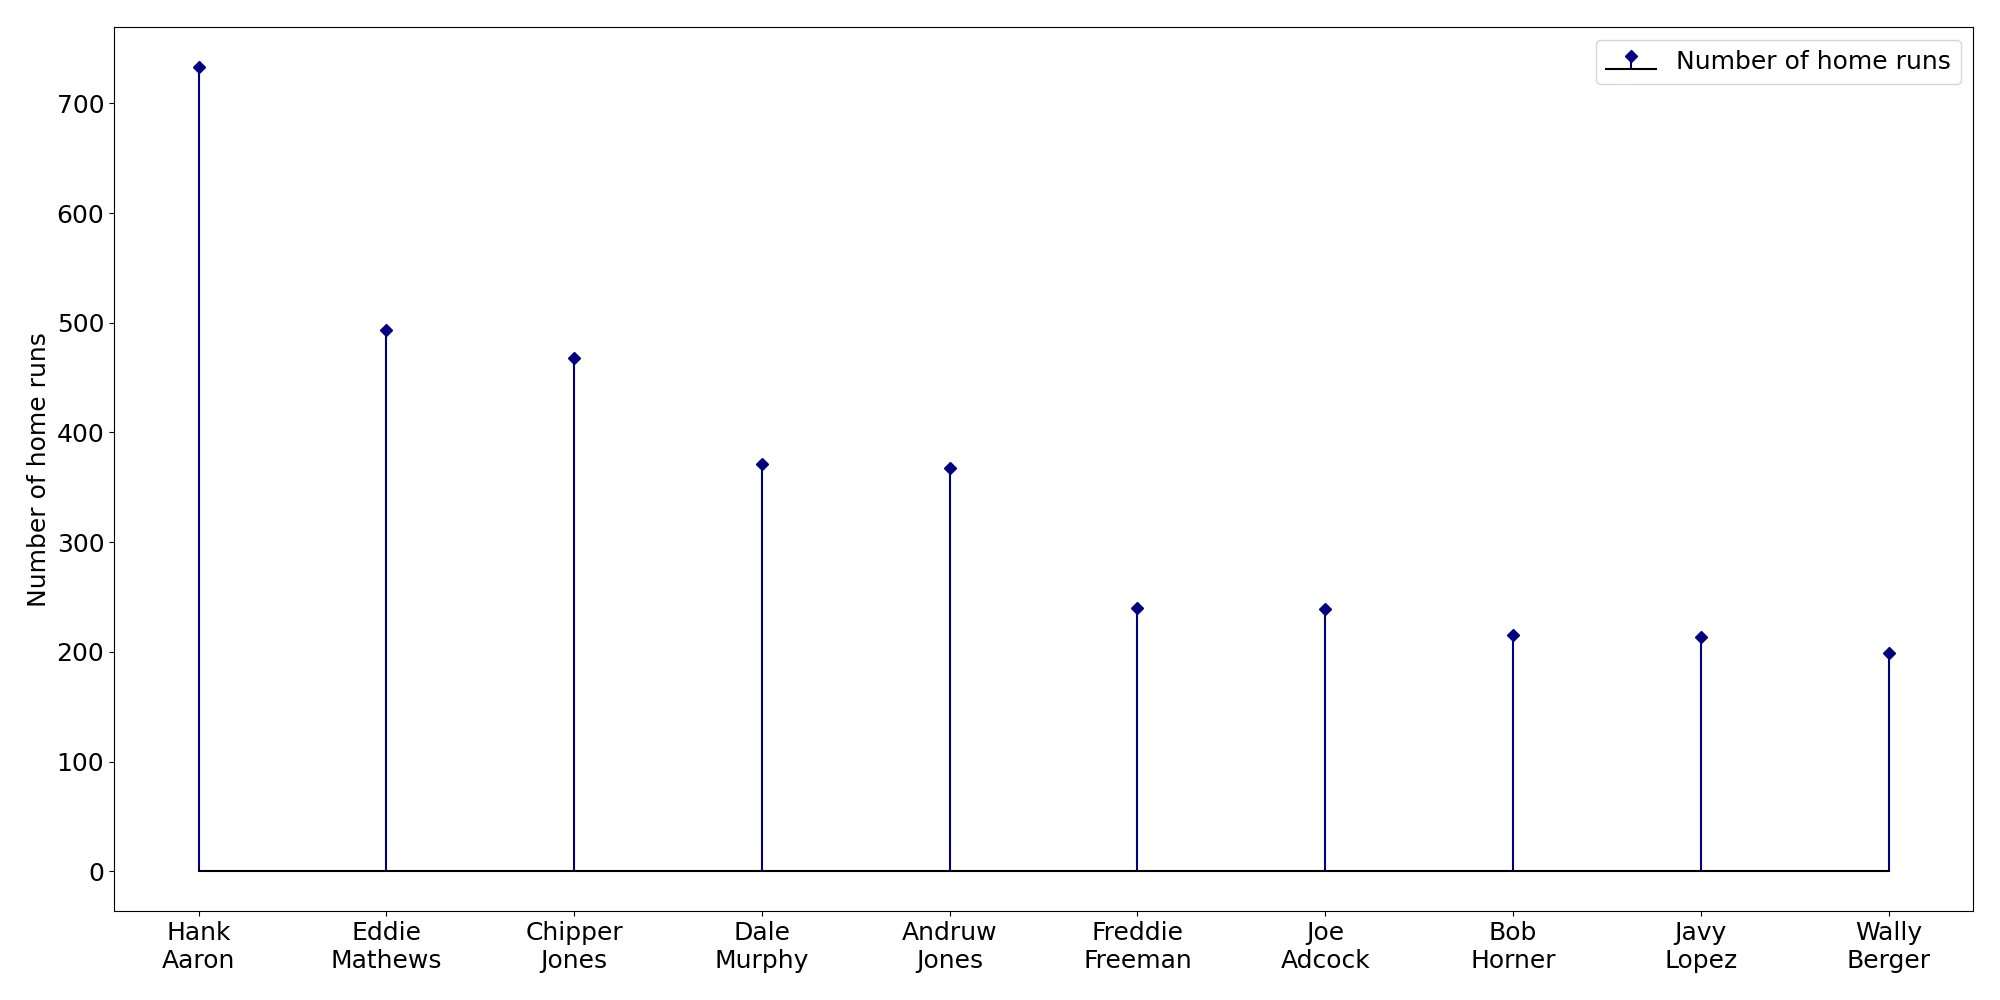 Number of home runs
700
600
500
400
300
200
100
0
Number of home runs
Hank
Aaron
Eddie
Mathews
Chipper
Jones
Dale
Murphy
Andruw
Jones
Freddie
Freeman
Joe
Adcock
Bob
Horner
Javy
Lopez
Wally
Berger